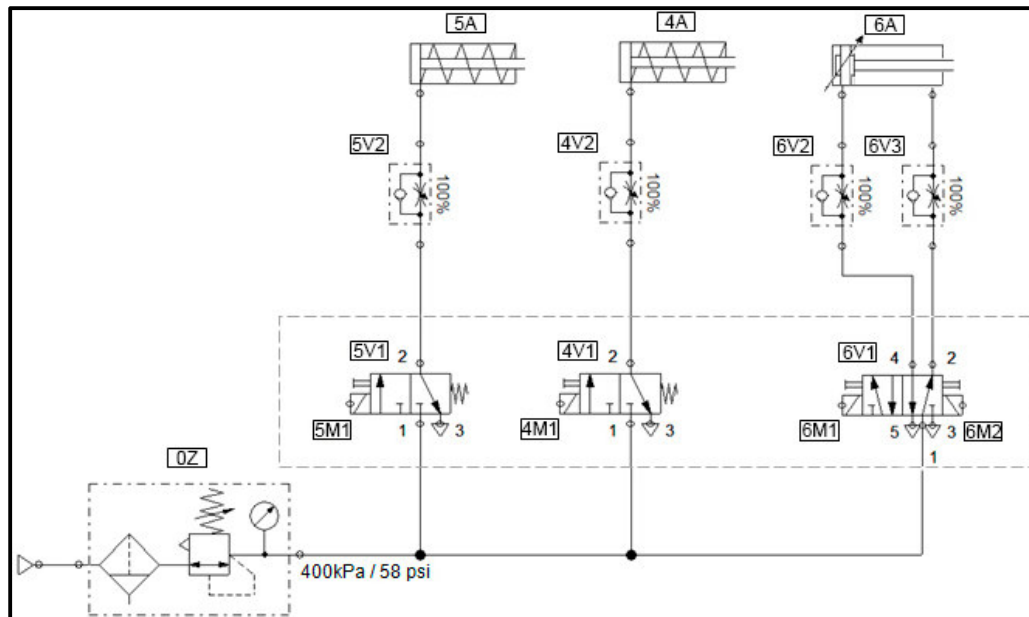 5A 4A 6A
5V2 4V2 6V2 6V3
100% 100% 100% 100%
5V1 2 4V1 2 6V1 4 2
5M1 1 3 4M1 1 3 6M1 5 3 6M2
1
0Z
400kPa / 58 psi